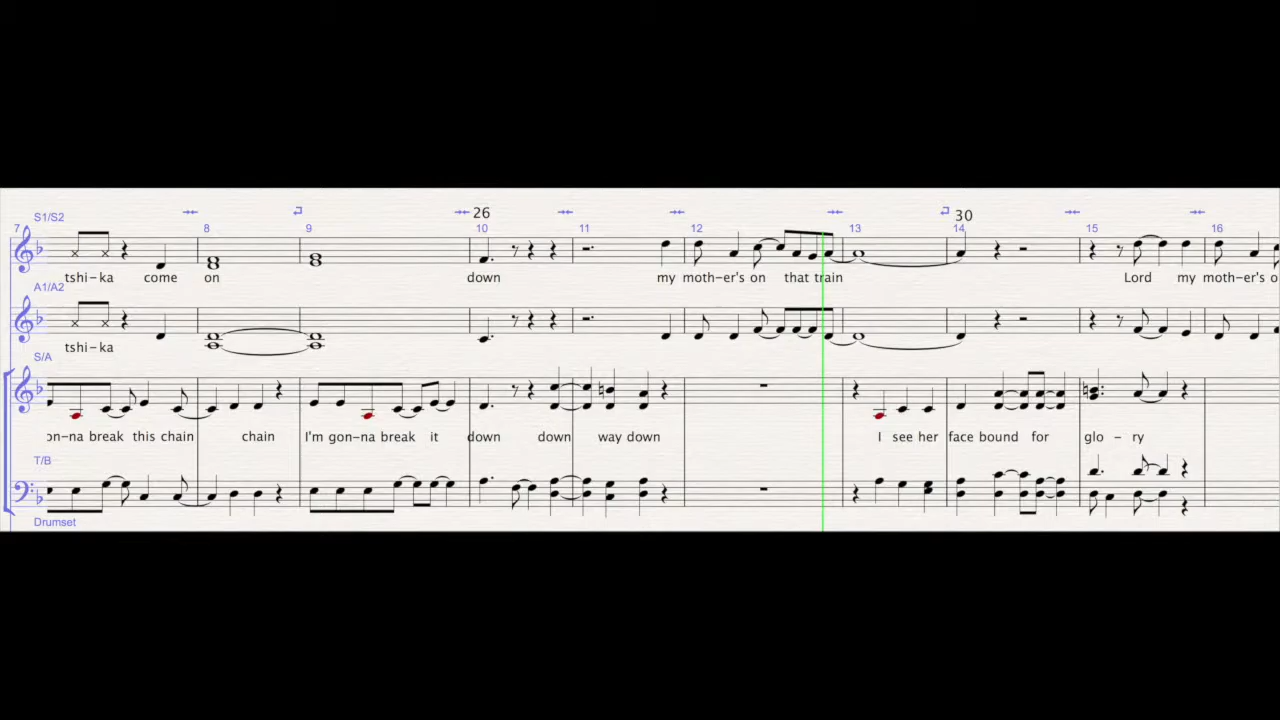 26
30
S1/S2
7 8 9 10 11 12 13 14 15 16
tshi-ka come on down my moth-er's on that train Lord my moth-er's o
A1/A2
tshi-ka
S/A
on-na break this chain chain I'm gon-na break it down down way down I see her face bound for glo - ry
T/B
Drumset